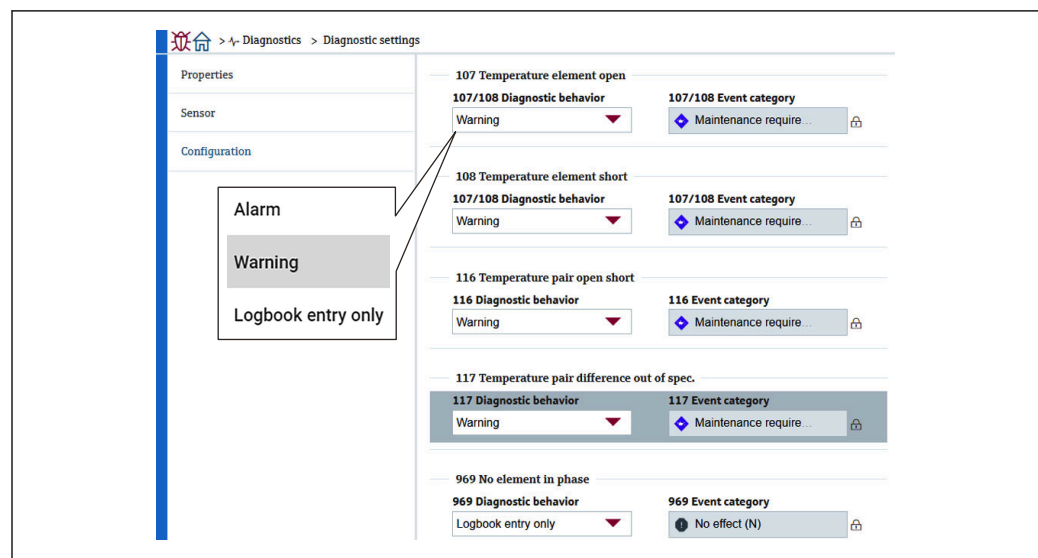 > Diagnostics > Diagnostic settings
Properties
Sensor
Configuration
Alarm
Warning
Logbook entry only
107 Temperature element open
107/108 Diagnostic behavior 107/108 Event category
Warning Maintenance require...
108 Temperature element short
107/108 Diagnostic behavior 107/108 Event category
Warning Maintenance require...
116 Temperature pair open short
116 Diagnostic behavior 116 Event category
Warning Maintenance require...
117 Temperature pair difference out of spec.
117 Diagnostic behavior 117 Event category
Warning Maintenance require...
969 No element in phase
969 Diagnostic behavior 969 Event category
Logbook entry only No effect (N)